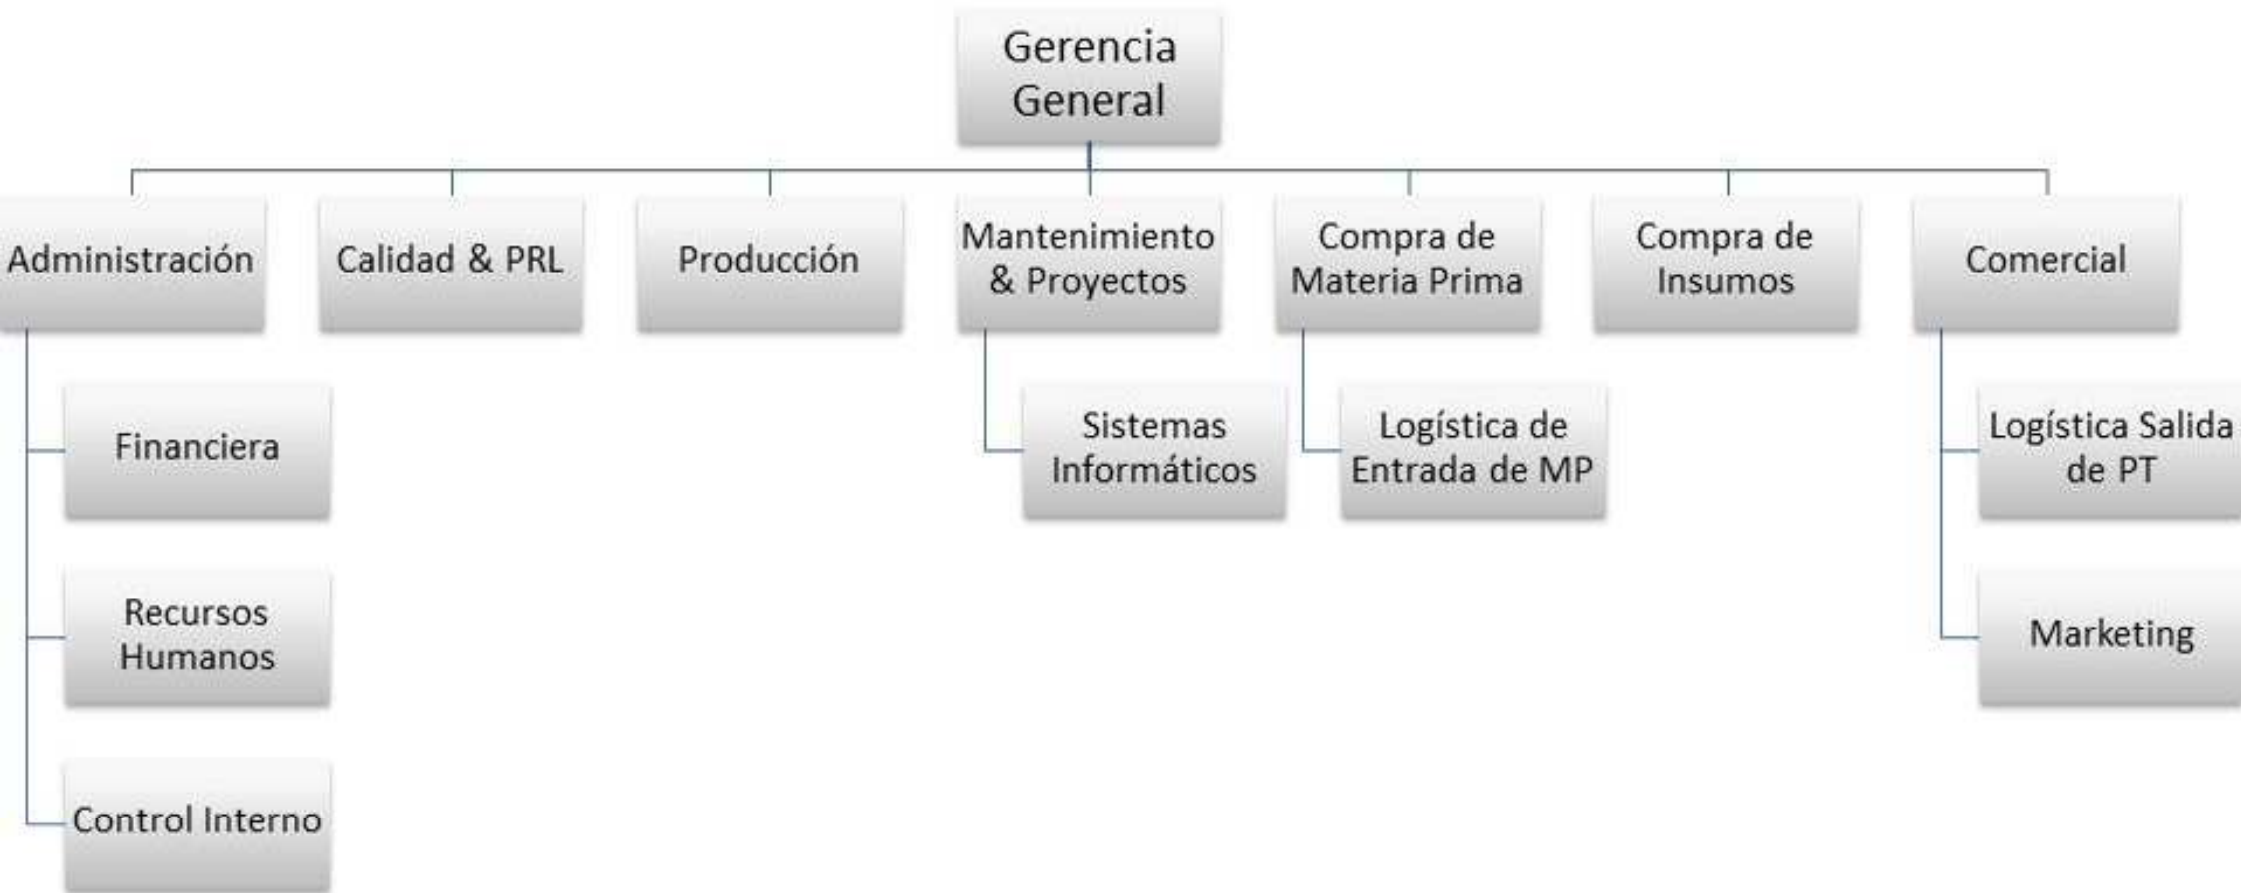 Gerencia
General
Administración
Calidad & PRL
Producción
Mantenimiento
& Proyectos
Compra de
Materia Prima
Compra de
Insumos
Comercial
Financiera
Sistemas
Informáticos
Logística de
Entrada de MP
Logística Salida
de PT
Recursos
Humanos
Marketing
Control Interno